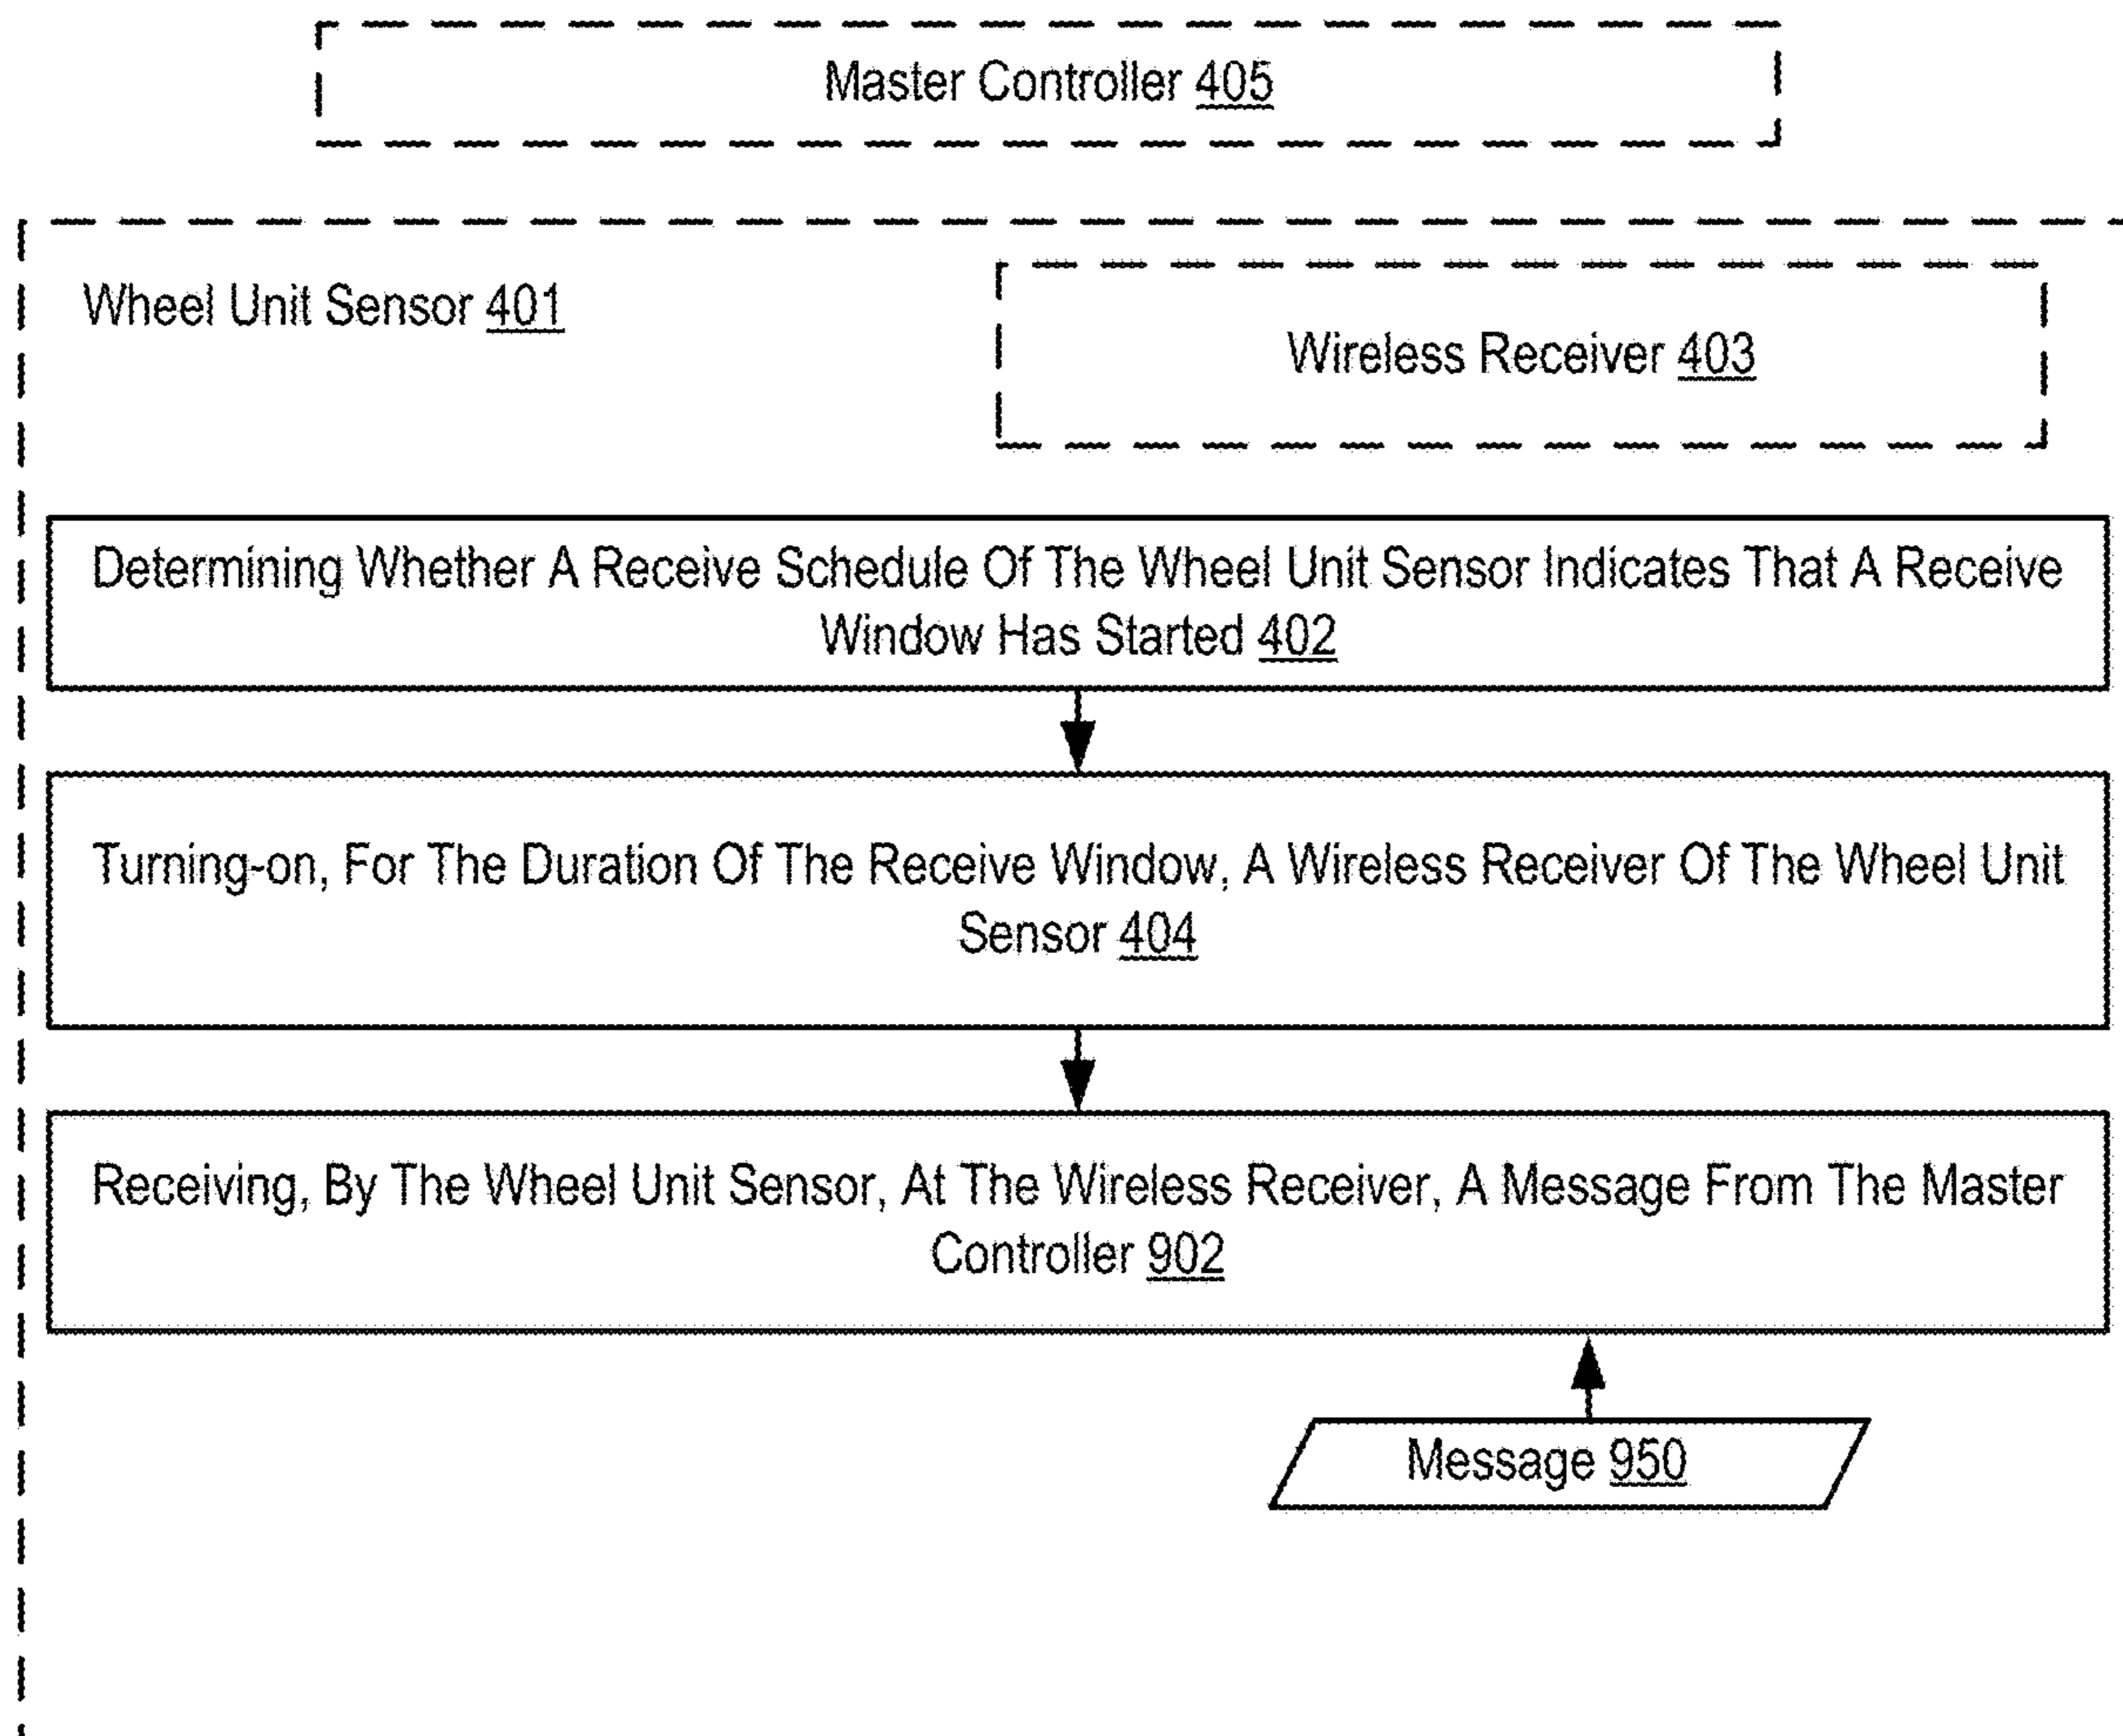 Master Controller 405
Wheel Unit Sensor 401
Wireless Receiver 403
Determining Whether A Receive Schedule Of The Wheel Unit Sensor Indicates That A Receive
Window Has Started 402
Turning-on, For The Duration Of The Receive Window, A Wireless Receiver Of The Wheel Unit
Sensor 404
Receiving, By The Wheel Unit Sensor, At The Wireless Receiver, A Message From The Master
Controller 902
Message 950